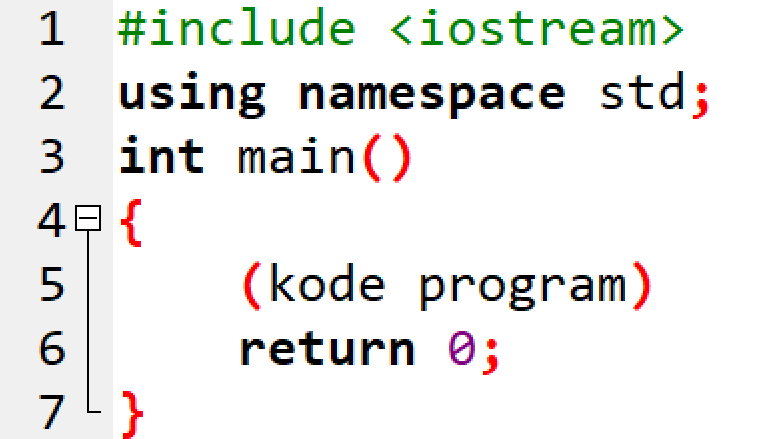 1 #include <iostream>
2 using namespace std;
3 int main()
4 {
5 (kode program)
6 return 0;
7 }